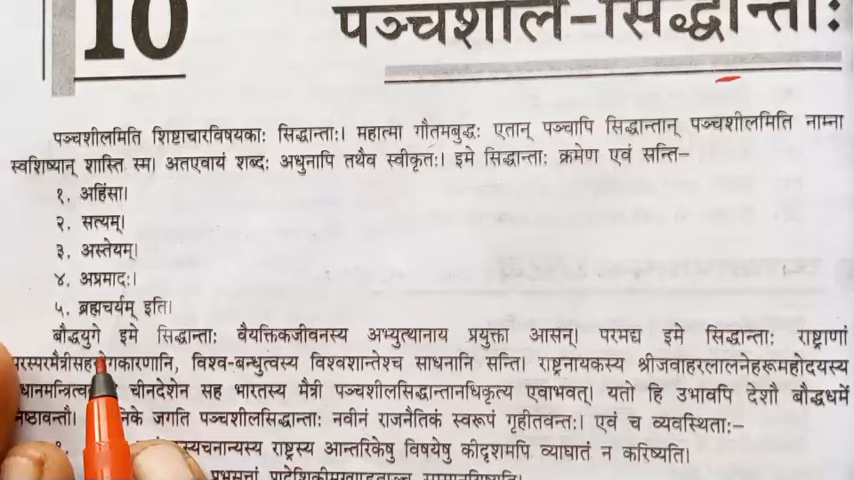 10
पञ्चशील-सिद्धान्ताः
पञ्चशीलमिति शिष्टाचारविषयकाः सिद्धान्ताः। महात्मा गौतमबुद्धः एतान् पञ्चापि सिद्धान्तान् पञ्चशीलमिति नाम्ना
स्वशिष्यान् शास्ति स्म। अतएवायं शब्दः अधुनापि तथैव स्वीकृतः। इमे सिद्धान्ताः क्रमेण एवं सन्ति–
१. अहिंसा।
२. सत्यम्।
३. अस्तेयम्।
४. अप्रमादः।
५. ब्रह्मचर्यम् इति।
बौद्धयुगे इमे सिद्धान्ताः वैयक्तिकजीवनस्य अभ्युत्थानाय प्रयुक्ता आसन्। परमद्य इमे सिद्धान्ताः राष्ट्राणां
विश्व-बन्धुत्वस्य विश्वशान्तेश्च साधनानि सन्ति। राष्ट्रनायकस्य श्रीजवाहरलालनेहरूमहोदयस्य
चीनदेशेन सह भारतस्य मैत्री पञ्चशीलसिद्धान्तानधिकृत्य एवाभवत्। यतो हि उभावपि देशौ बौद्धधर्मे
जगति पञ्चशीलसिद्धान्ताः नवीनं राजनैतिकं स्वरूपं गृहीतवन्तः। एवं च व्यवस्थिताः:-
राष्ट्रस्य आन्तरिकेषु विषयेषु कीदृशमपि व्याघातं न करिष्यति।